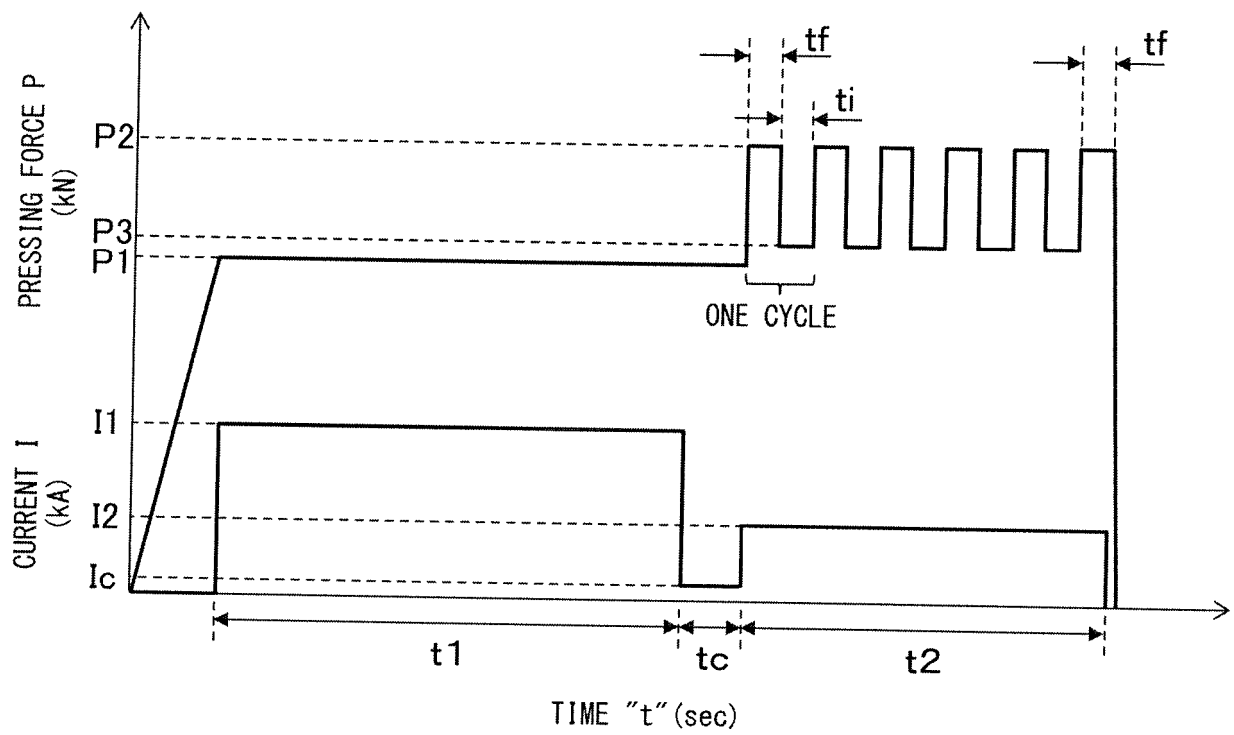 tf
tf
ti
P2
P3
P1
PRESSING FORCE P
(kN)
ONE CYCLE
I1
I2
Ic
CURRENT I
(kA)
t1
tc
t2
TIME "t"(sec)